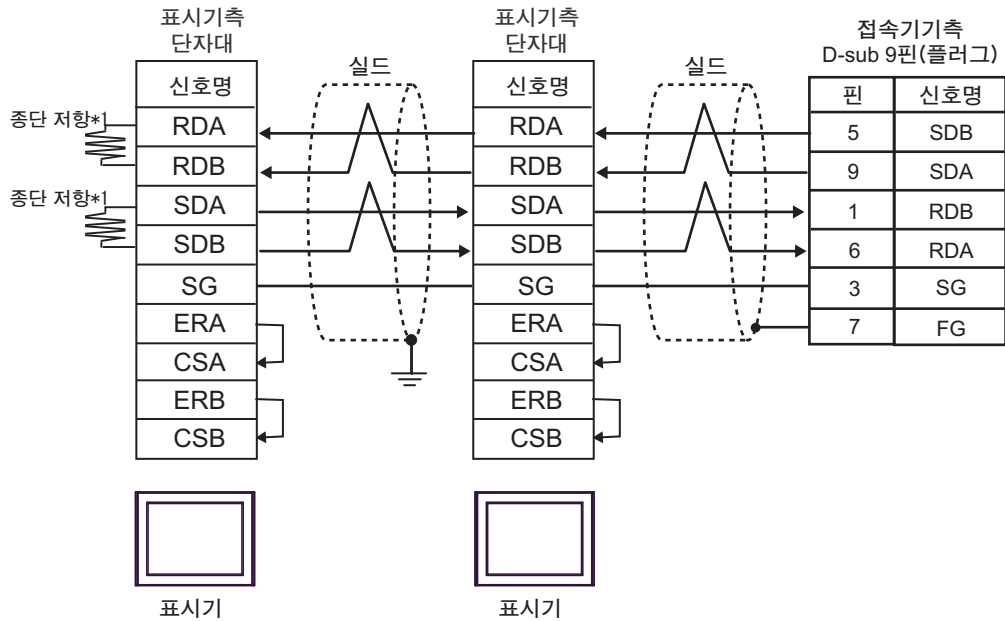 표시기측
단자대
신호명
RDA
RDB
SDA
SDB
SG
ERA
CSA
ERB
CSB
종단 저항*1
종단 저항*1
실드
표시기
표시기측
단자대
신호명
RDA
RDB
SDA
SDB
SG
ERA
CSA
ERB
CSB
실드
표시기
접속기기측
D-sub 9핀(플러그)
핀 신호명
5 SDB
9 SDA
1 RDB
6 RDA
3 SG
7 FG